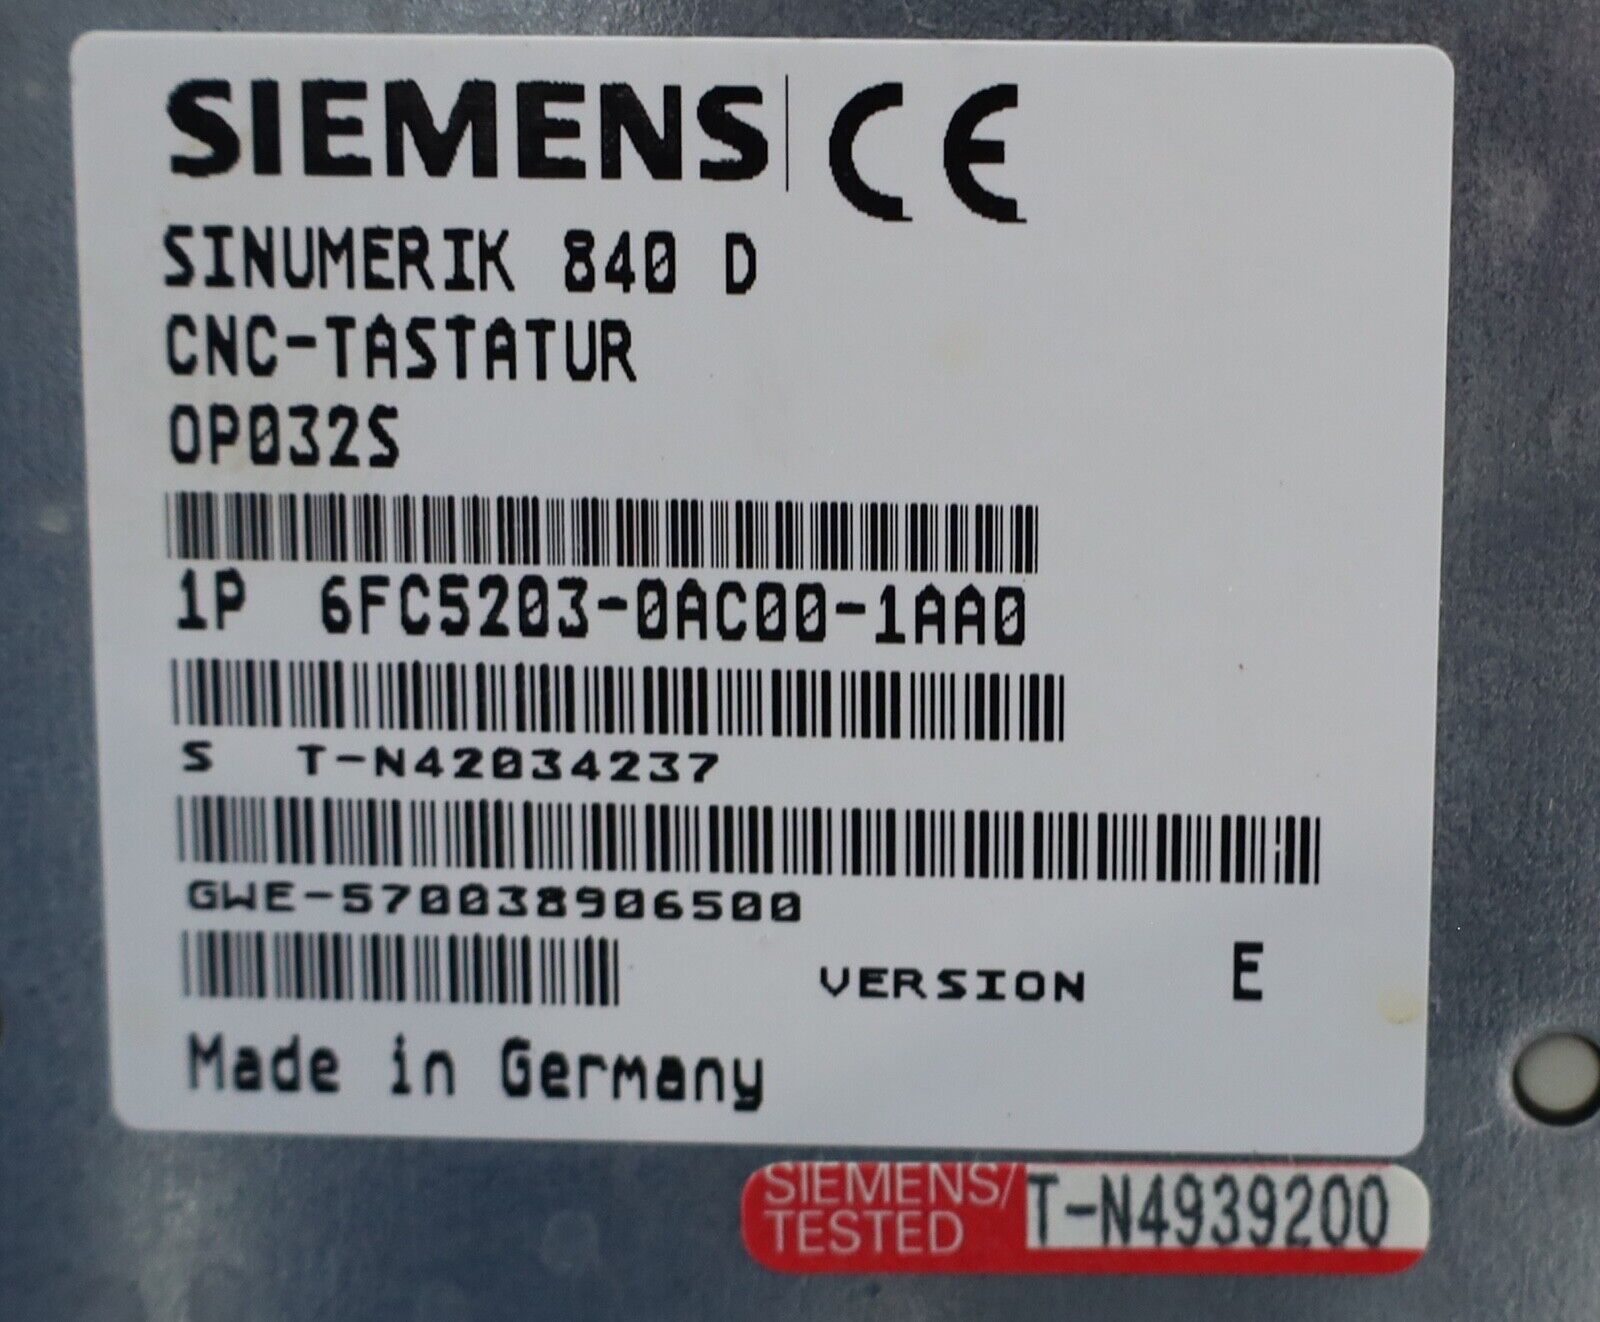 SIEMENS CE
SINUMERIK 840 D
CNC-TASTATUR
OP032S
1P 6FC5203-0AC00-1AA0
S T-N42034237
GWE-570038906500
VERSION E
Made in Germany
SIEMENS/
TESTED
T-N4939200